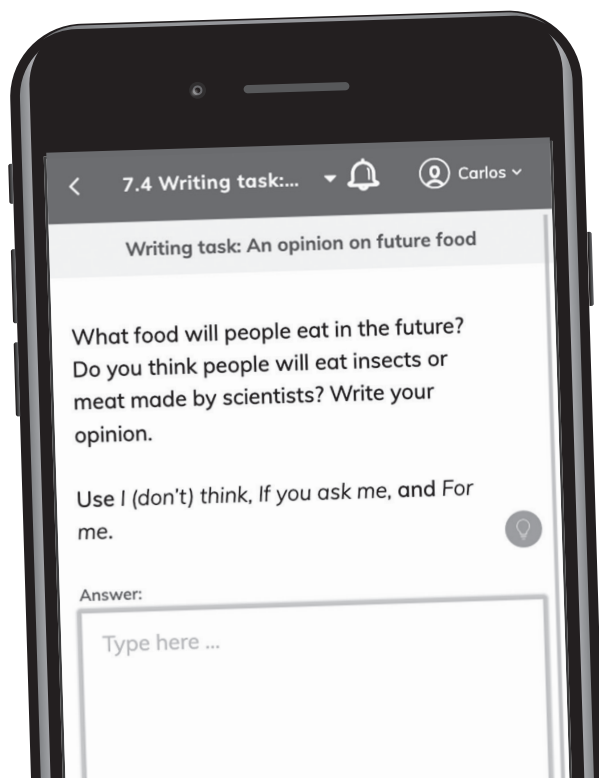 7.4 Writing task:...
Carlos
Writing task: An opinion on future food
What food will people eat in the future?
Do you think people will eat insects or
meat made by scientists? Write your
opinion.
Use I (don't) think, If you ask me, and For
me.
Answer:
Type here ...